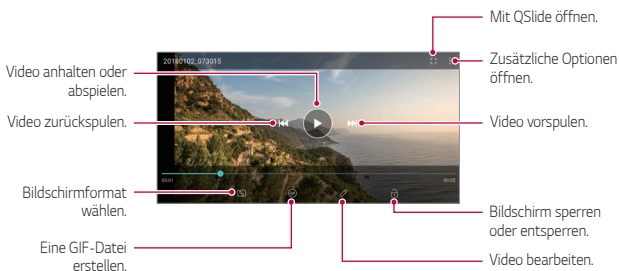 Mit QSlide öffnen.
20180102_073015
Zusätzliche Optionen
öffnen.
Video anhalten oder
abspielen.
Video zurückspulen.
Video vorspulen.
00:01
00:03
Bildschirmformat
wählen.
GIF
Eine GIF-Datei
erstellen.
Bildschirm sperren
oder entsperren.
Video bearbeiten.